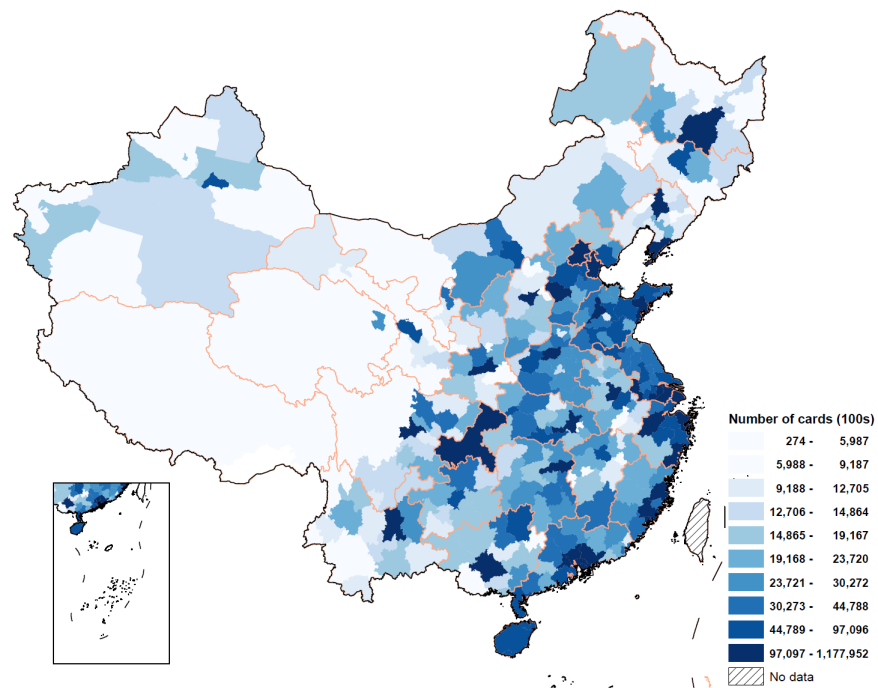 Number of cards (100s)
274 - 5,987
5,988 - 9,187
9,188 - 12,705
12,706 - 14,864
14,865 - 19,167
19,168 - 23,720
23,721 - 30,272
30,273 - 44,788
44,789 - 97,096
97,097 - 1,177,952
No data